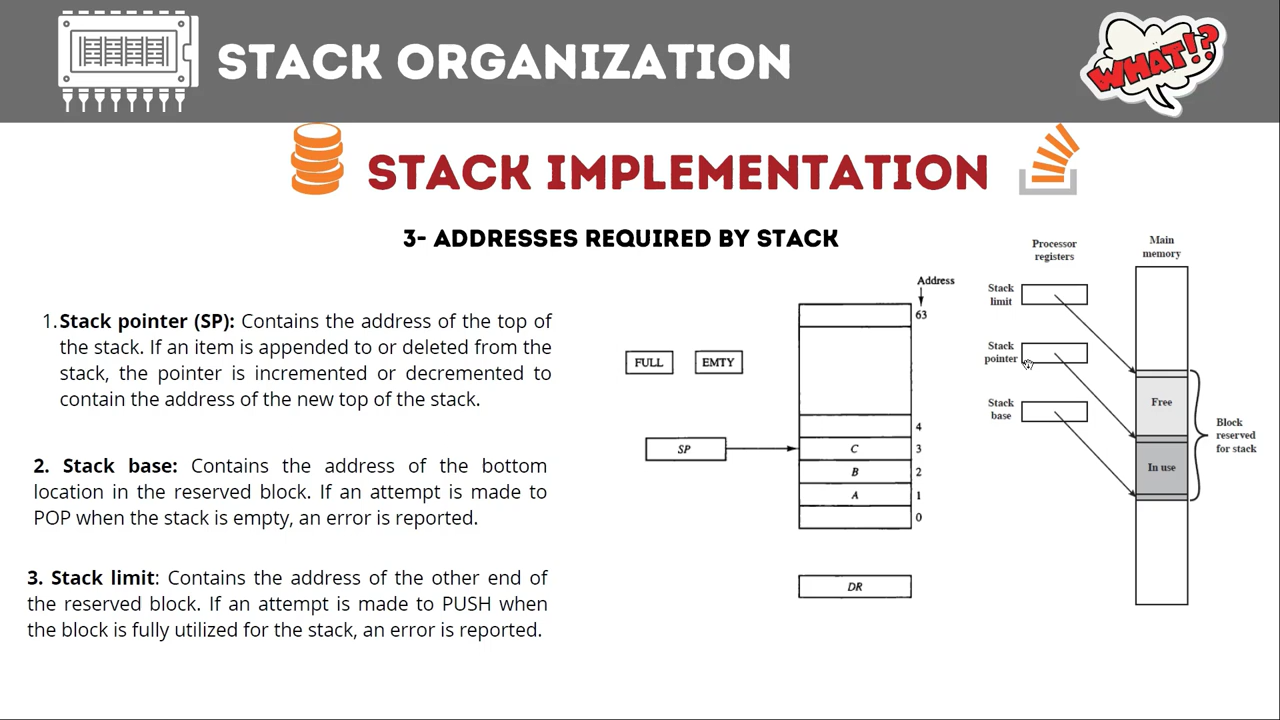 STACK ORGANIZATION
WHAT!?
STACK IMPLEMENTATION
3- ADDRESSES REQUIRED BY STACK
1. Stack pointer (SP): Contains the address of the top of
the stack. If an item is appended to or deleted from the
stack, the pointer is incremented or decremented to
contain the address of the new top of the stack.
2. Stack base: Contains the address of the bottom
location in the reserved block. If an attempt is made to
POP when the stack is empty, an error is reported.
3. Stack limit: Contains the address of the other end of
the reserved block. If an attempt is made to PUSH when
the block is fully utilized for the stack, an error is reported.
Address
63
FULL
EMTY
4
SP
C
3
B
2
A
1
0
DR
Processor
registers
Main
memory
Stack
limit
Stack
pointer
Stack
base
Free
In use
Block
reserved
for stack